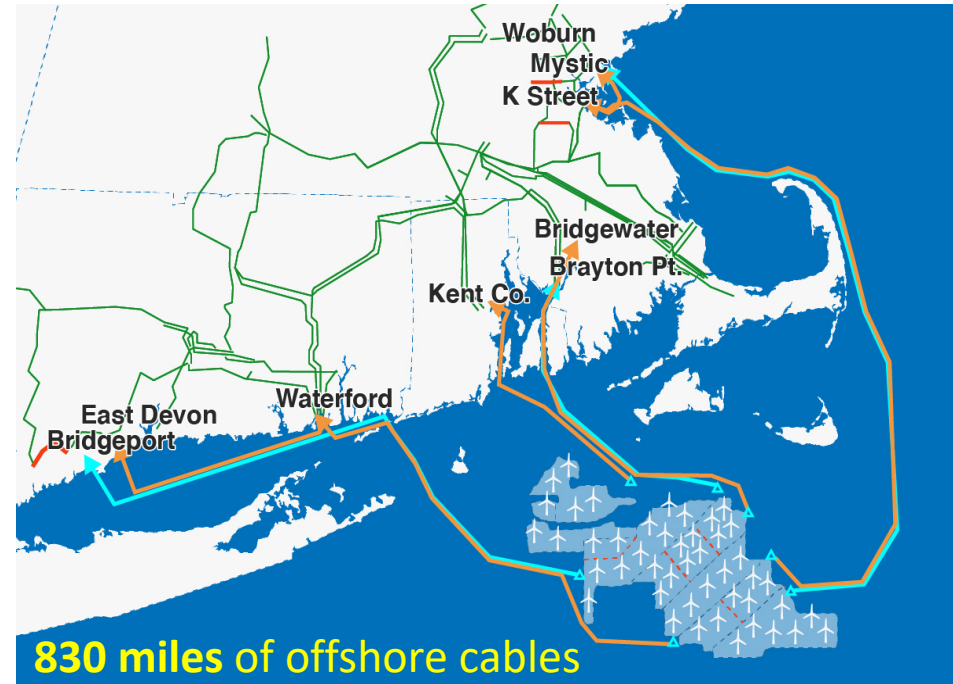 Woburn
Mystic
K Street
Bridgewater
Brayton Pt.
Kent Co.
Waterford
East Devon
Bridgeport
830 miles of offshore cables